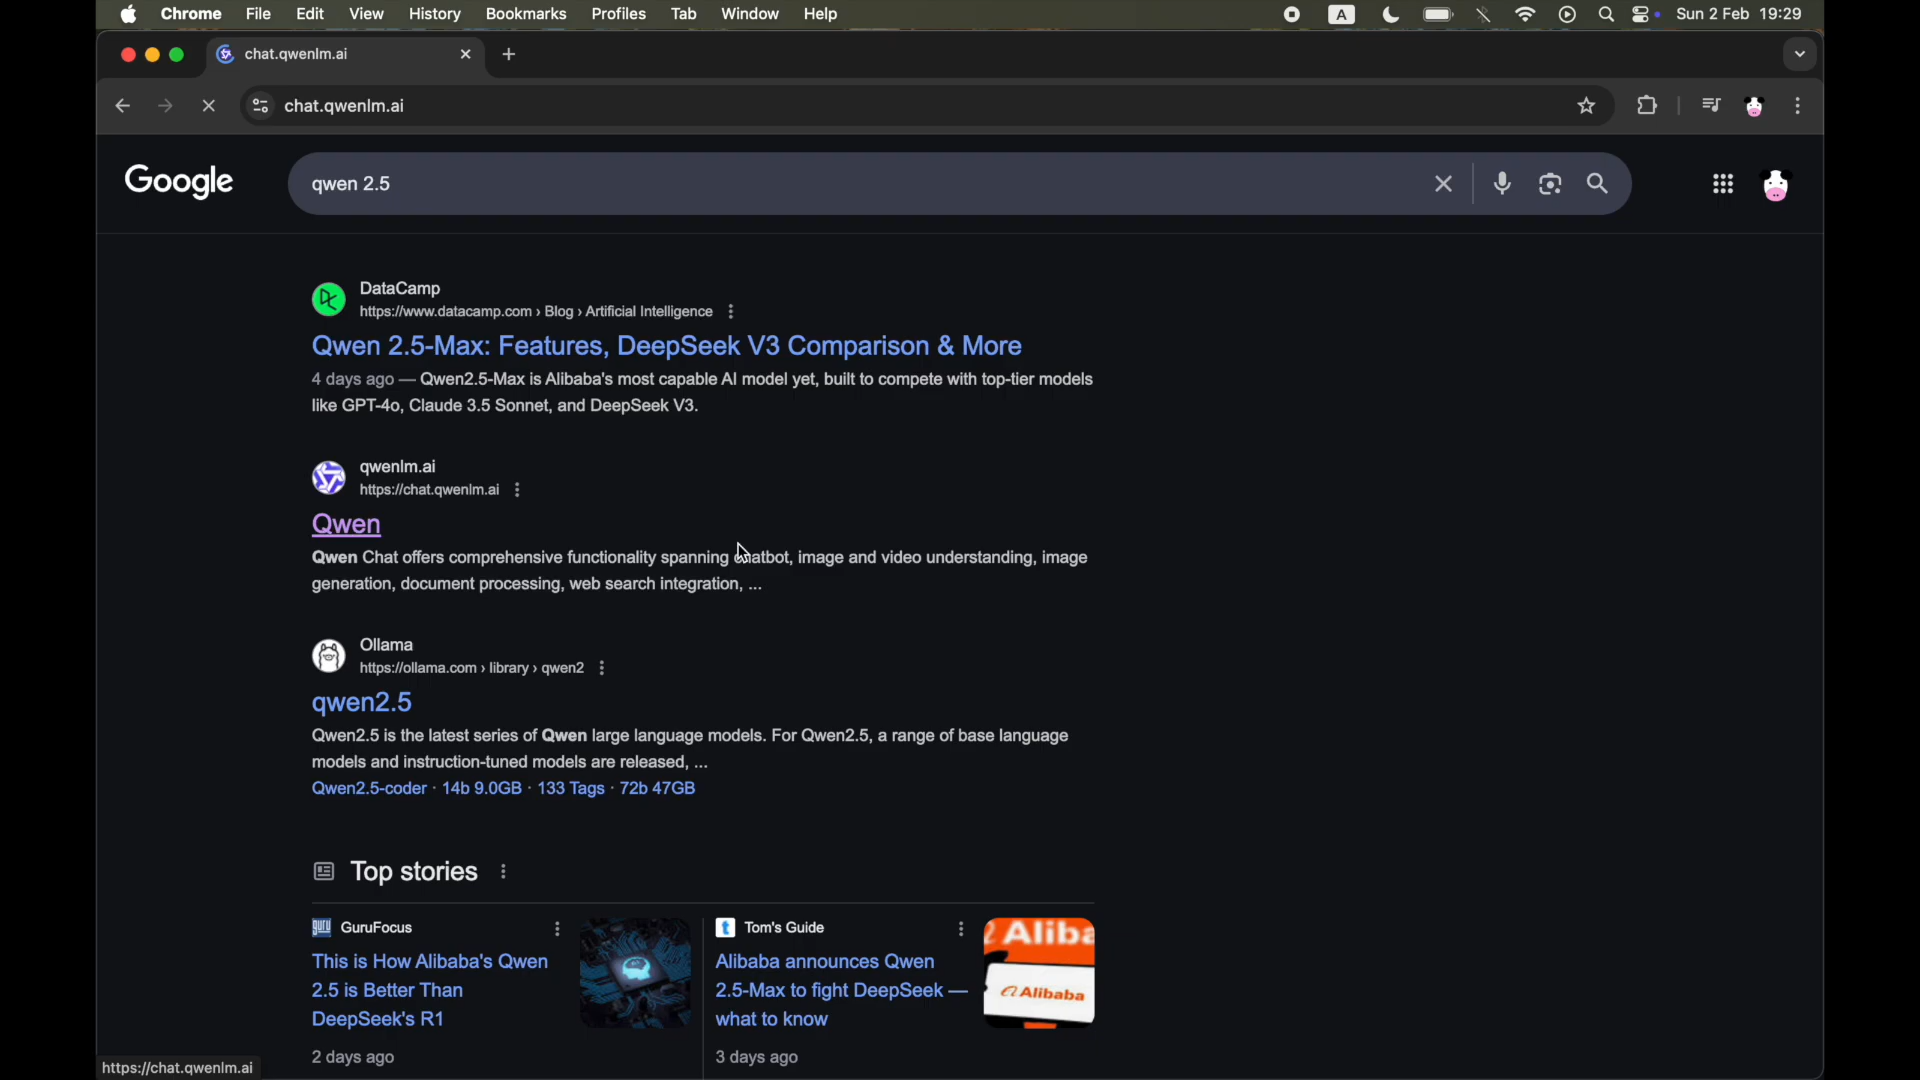 Chrome File Edit View History Bookmarks Profiles Tab Window Help A Sun 2 Feb 19:29
chat.qwenlm.ai
chat.qwenlm.ai
Google qwen 2.5
DataCamp
https://www.datacamp.com › Blog › Artificial Intelligence
Qwen 2.5-Max: Features, DeepSeek V3 Comparison & More
4 days ago — Qwen2.5-Max is Alibaba's most capable AI model yet, built to compete with top-tier models
like GPT-4o, Claude 3.5 Sonnet, and DeepSeek V3.
qwenlm.ai
https://chat.qwenlm.ai
Qwen
Qwen Chat offers comprehensive functionality spanning chatbot, image and video understanding, image
generation, document processing, web search integration, ...
Ollama
https://ollama.com › library › qwen2
qwen2.5
Qwen2.5 is the latest series of Qwen large language models. For Qwen2.5, a range of base language
models and instruction-tuned models are released, ...
Qwen2.5-coder · 14b 9.0GB · 133 Tags · 72b 47GB
Top stories
guru GuruFocus
This is How Alibaba's Qwen
2.5 is Better Than
DeepSeek's R1
2 days ago
t Tom's Guide
Alibaba announces Qwen
2.5-Max to fight DeepSeek —
what to know
3 days ago
Aliba
Alibaba
https://chat.qwenlm.ai